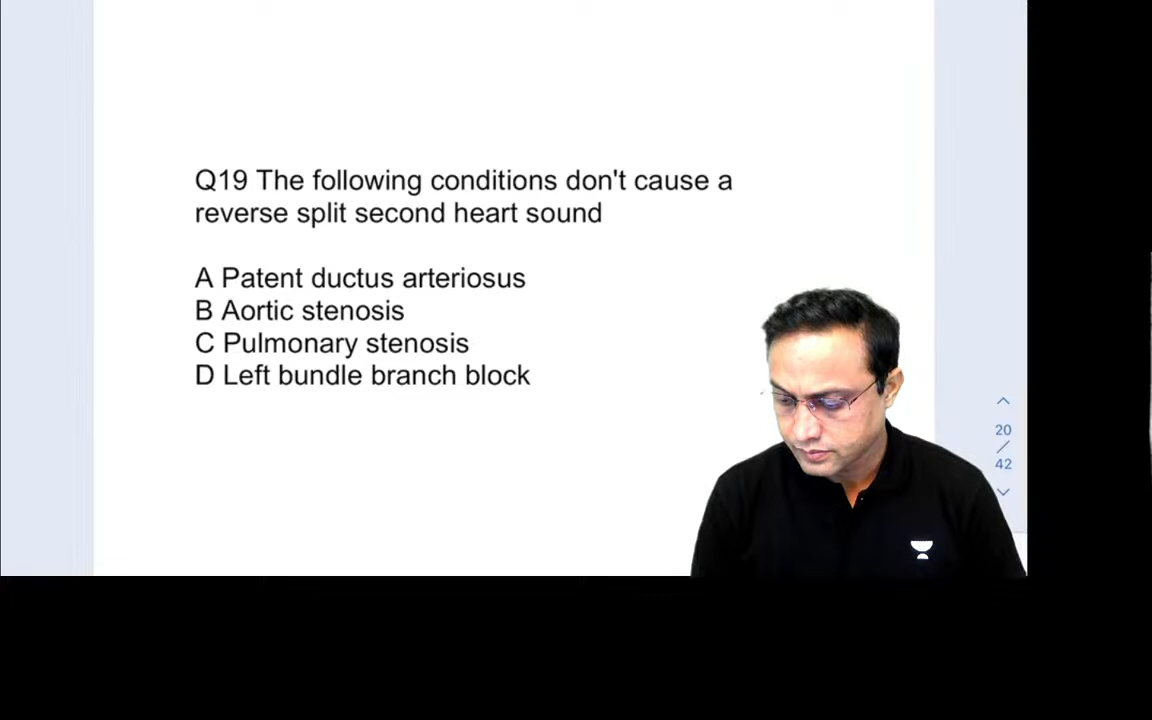 Q19 The following conditions don't cause a
reverse split second heart sound
A Patent ductus arteriosus
B Aortic stenosis
C Pulmonary stenosis
D Left bundle branch block
20
/
42